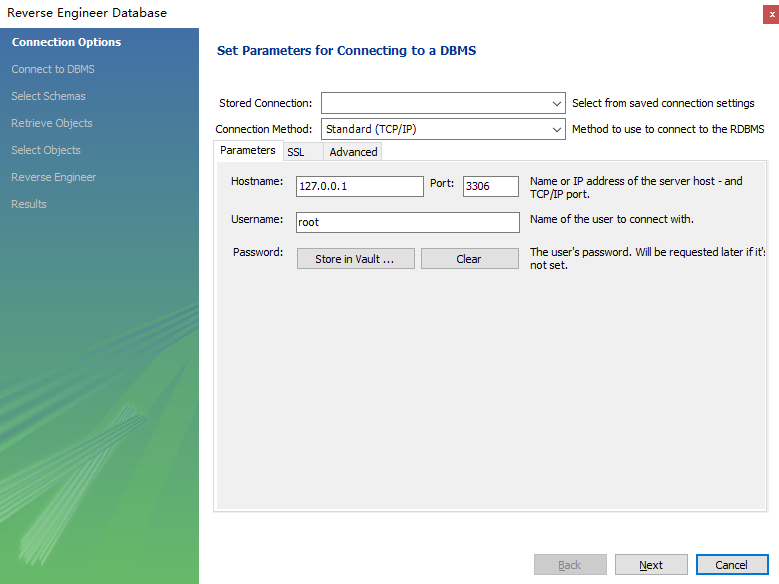 Reverse Engineer Database
x
Connection Options
Connect to DBMS
Select Schemas
Retrieve Objects
Select Objects
Reverse Engineer
Results
Set Parameters for Connecting to a DBMS
Stored Connection:
Select from saved connection settings
Connection Method: Standard (TCP/IP)
Method to use to connect to the RDBMS
Parameters SSL Advanced
Hostname: 127.0.0.1 Port: 3306
Name or IP address of the server host - and
TCP/IP port.
Username: root
Name of the user to connect with.
Password: Store in Vault ... Clear
The user's password. Will be requested later if it's
not set.
Back Next Cancel